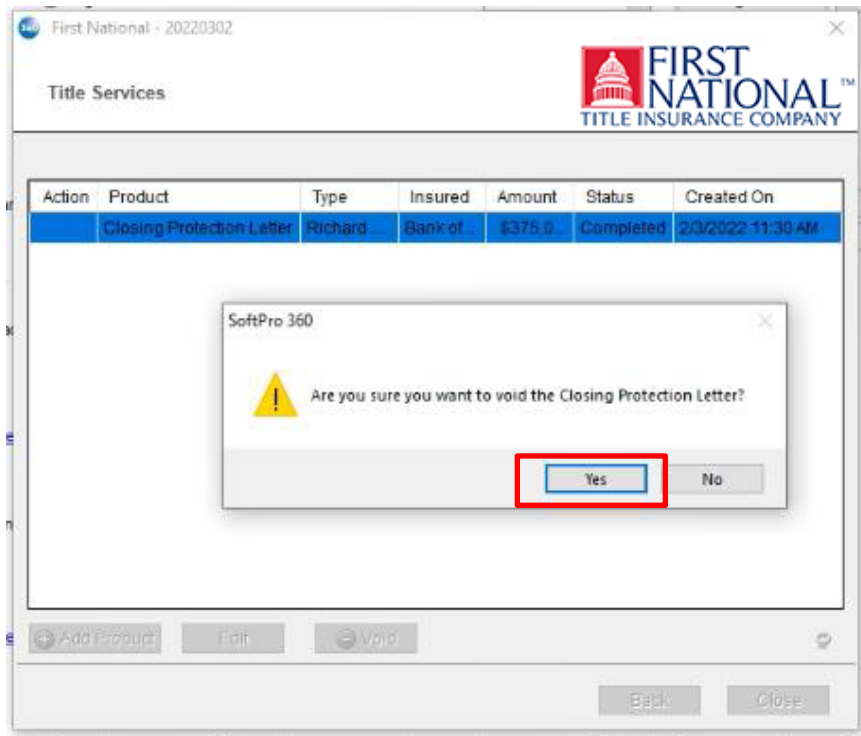 360 First National - 20220302
Title Services
FIRST
NATIONAL™
TITLE INSURANCE COMPANY
Action Product Type Insured Amount Status Created On
Closing Protection Letter Richard ... Bank of ... $375,0... Completed 2/3/2022 11:30 AM
SoftPro 360
Are you sure you want to void the Closing Protection Letter?
Yes No
Add Product Edit Void
Back Close